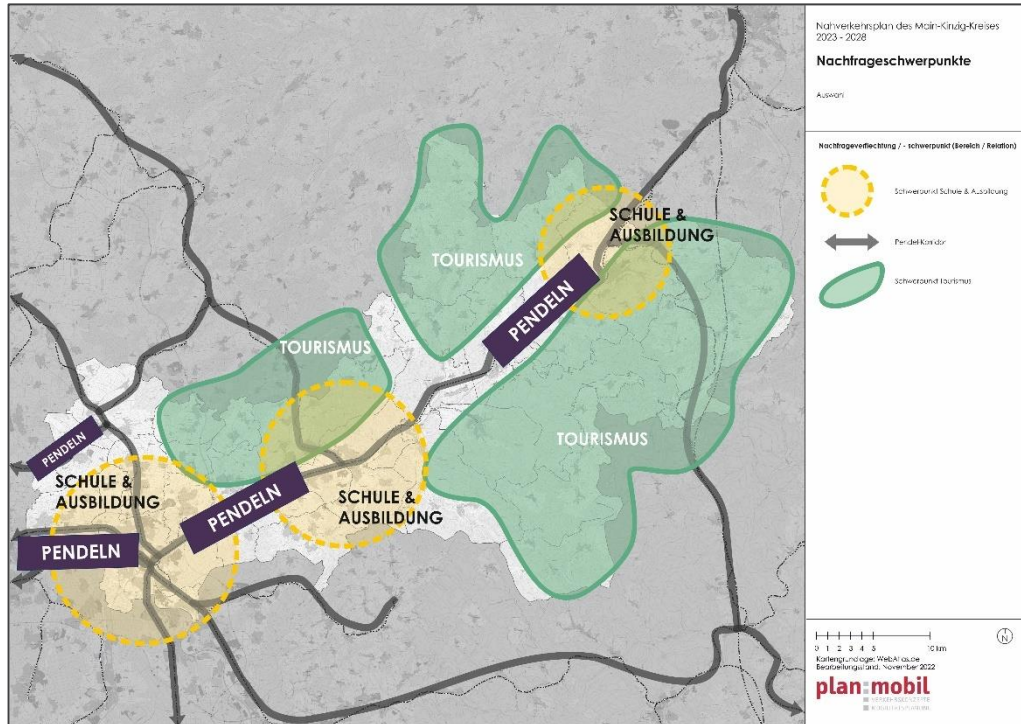 Nahverkehrsplan des Main-Kinzig-Kreises
2023 - 2028
Nachfrageschwerpunkte
Auswahl
Nachfrageverflechtung / - schwerpunkt (Bereich / Relation)
Schwerpunkt Schule & Ausbildung
Pendel-Korridor
Schwerpunkt Tourismus
SCHULE &
AUSBILDUNG
TOURISMUS
PENDELN
TOURISMUS
TOURISMUS
PENDELN
SCHULE &
AUSBILDUNG
PENDELN
SCHULE &
AUSBILDUNG
PENDELN
N
0 1 2 3 4 5 10 km
Kartengrundlage: WebAtlas.de
Bearbeitungsstand: November 2022
plan:mobil
VERKEHRSKONZEPTE
MOBILITÄTSPLANUNG